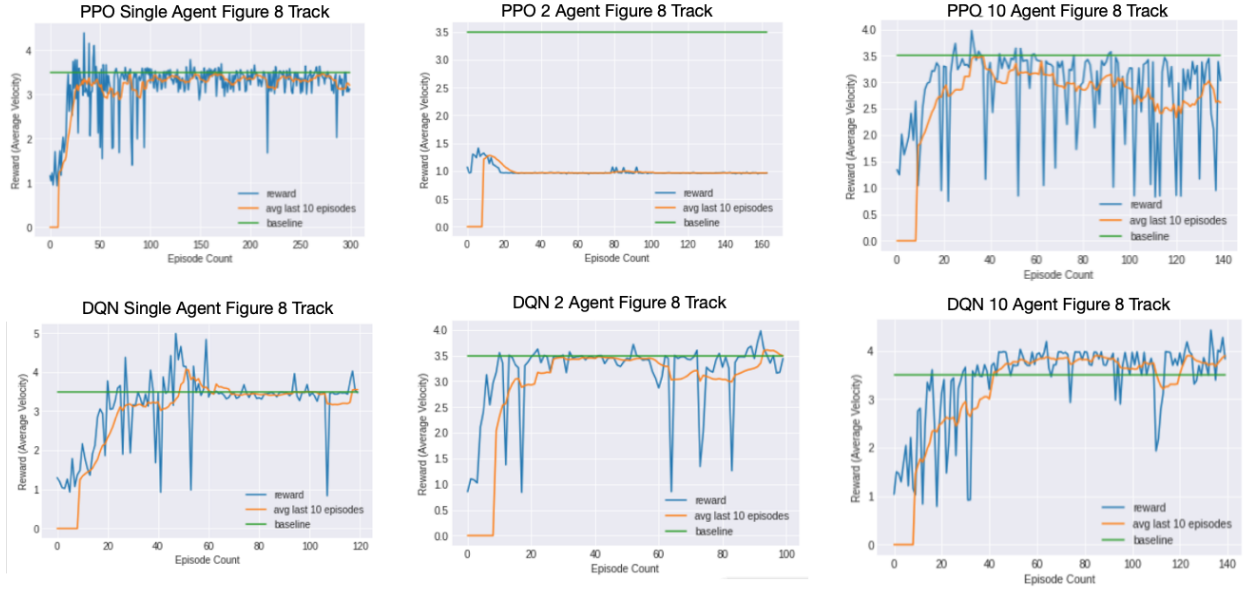 PPO Single Agent Figure 8 Track
4
3
2
1
0
Reward (Average Velocity)
0 50 100 150 200 250 300
Episode Count
reward
avg last 10 episodes
baseline
PPO 2 Agent Figure 8 Track
3.5
3.0
2.5
2.0
1.5
1.0
0.5
0.0
Reward (Average Velocity)
0 20 40 60 80 100 120 140 160
Episode Count
reward
avg last 10 episodes
baseline
PPO 10 Agent Figure 8 Track
4.0
3.5
3.0
2.5
2.0
1.5
1.0
0.5
0.0
Reward (Average Velocity)
0 20 40 60 80 100 120 140
Episode Count
reward
avg last 10 episodes
baseline
DQN Single Agent Figure 8 Track
5
4
3
2
1
0
Reward (Average Velocity)
0 20 40 60 80 100 120
Episode Count
reward
avg last 10 episodes
baseline
DQN 2 Agent Figure 8 Track
4.0
3.5
3.0
2.5
2.0
1.5
1.0
0.5
0.0
Reward (Average Velocity)
0 20 40 60 80 100
Episode Count
reward
avg last 10 episodes
baseline
DQN 10 Agent Figure 8 Track
4
3
2
1
0
Reward (Average Velocity)
0 20 40 60 80 100 120 140
Episode Count
reward
avg last 10 episodes
baseline